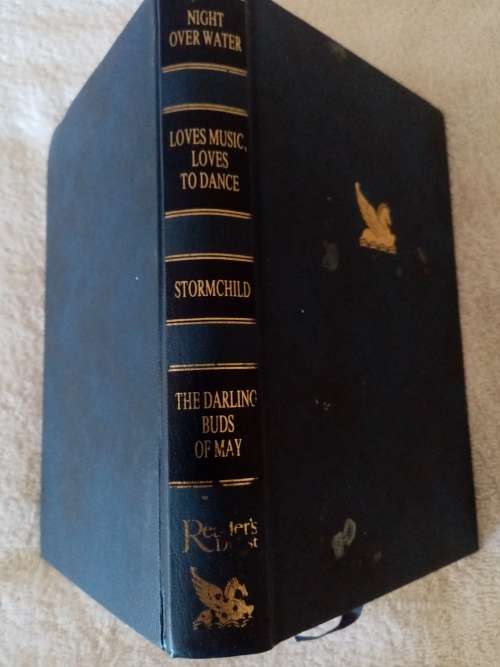 NIGHT
OVER WATER
LOVES MUSIC,
LOVES
TO DANCE
STORMCHILD
THE DARLING
BUDS
OF MAY
Reader's
Digest